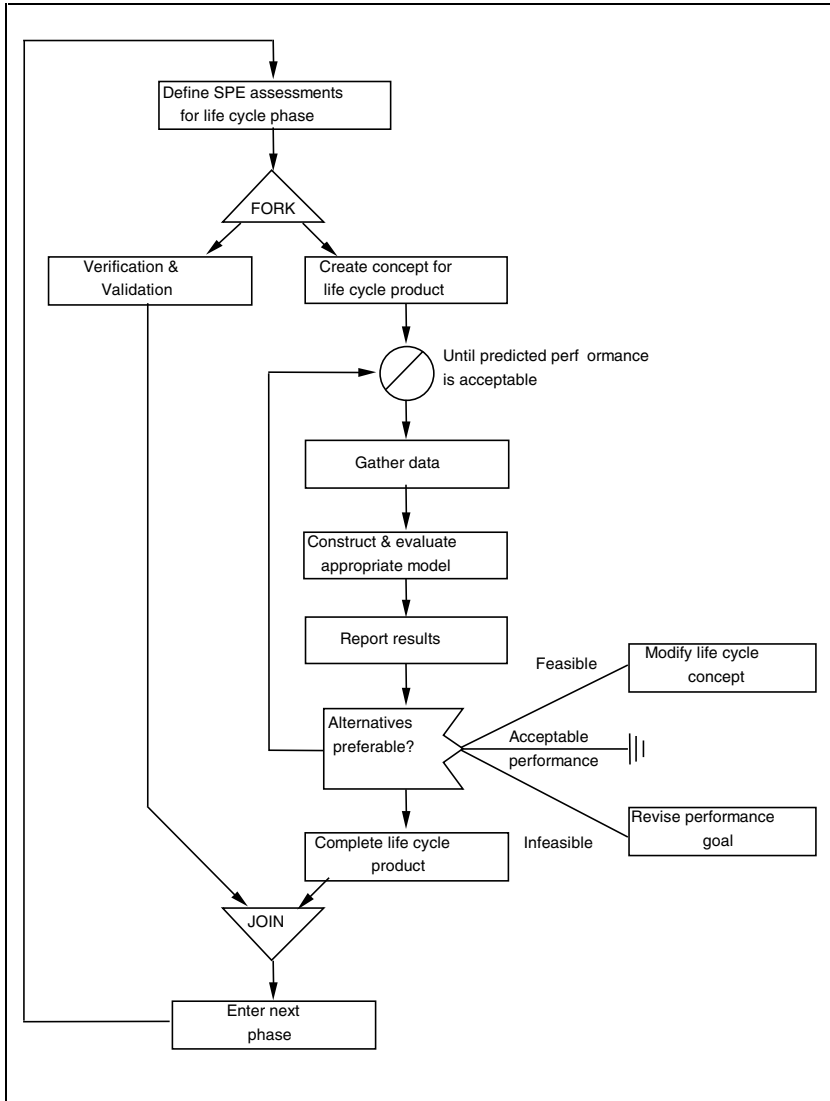 Define SPE assessments
for life cycle phase
FORK
Verification &
Validation
Create concept for
life cycle product
Until predicted perf ormance
is acceptable
Gather data
Construct & evaluate
appropriate model
Report results
Feasible
Modify life cycle
concept
Alternatives
preferable?
Acceptable
performance
Revise performance
goal
Infeasible
Complete life cycle
product
JOIN
Enter next
phase